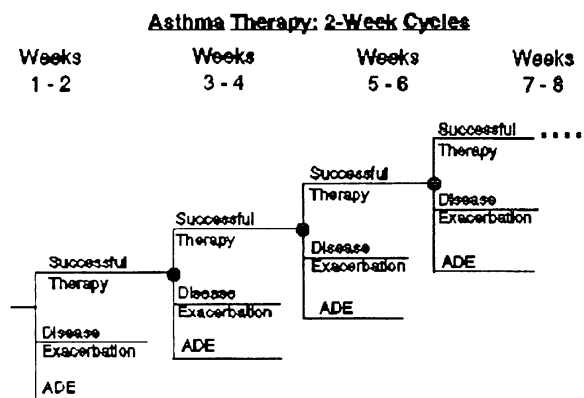 Asthma Therapy: 2-Week Cycles
Weeks Weeks Weeks Weeks
1 - 2 3 - 4 5 - 6 7 - 8
Successful
Therapy
Disease
Exacerbation
ADE
Successful
Therapy
Disease
Exacerbation
ADE
Successful
Therapy
Disease
Exacerbation
ADE
Successful
Therapy
Disease
Exacerbation
ADE